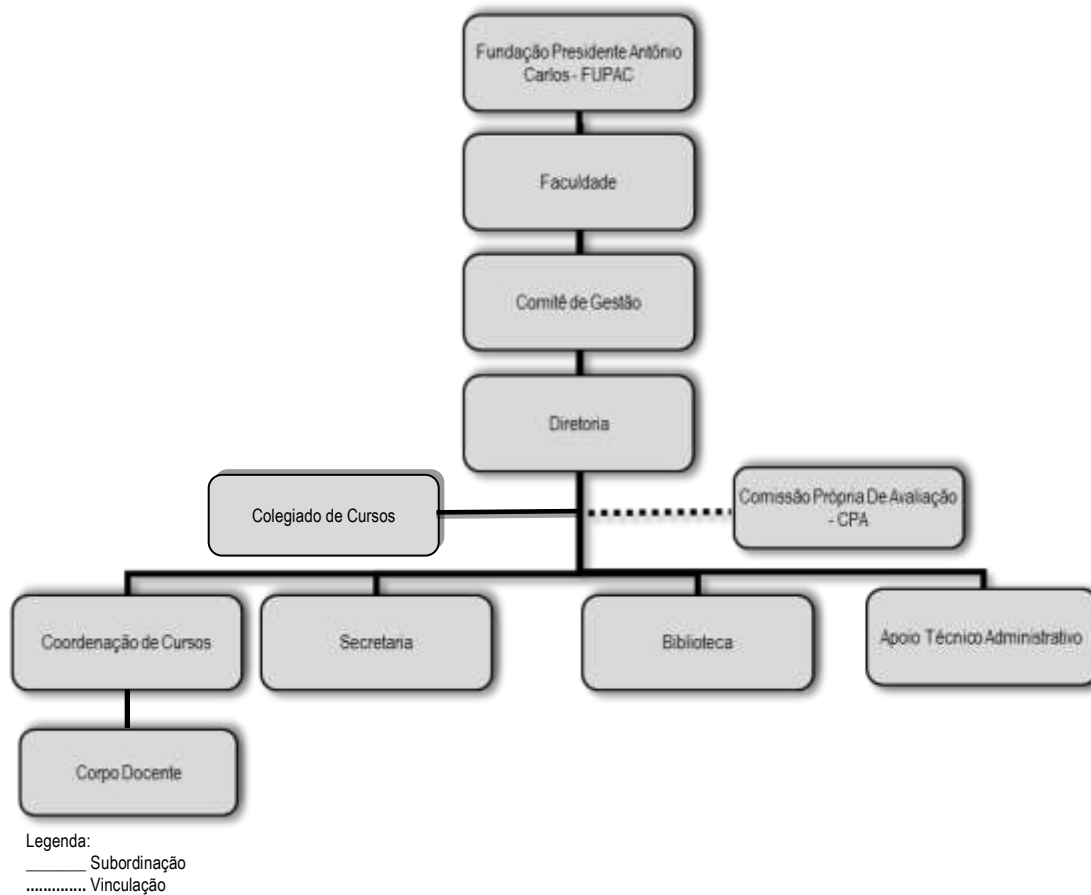 Fundação Presidente Antônio
Carlos - FUPAC
Faculdade
Comitê de Gestão
Diretoria
Colegiado de Cursos
Comissão Própria De Avaliação
- CPA
Coordenação de Cursos
Secretaria
Biblioteca
Apoio Técnico Administrativo
Corpo Docente
Legenda:
_______ Subordinação
.............. Vinculação